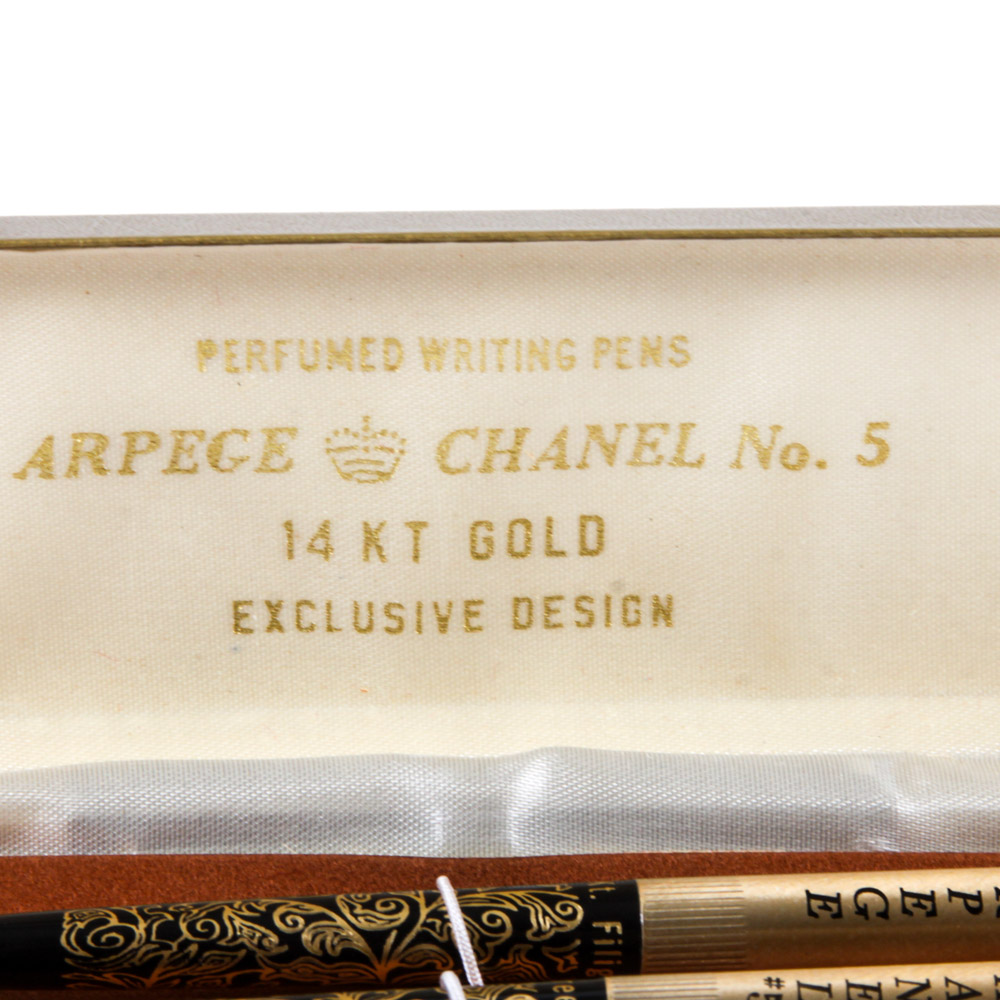 PERFUMED WRITING PENS
ARPEGE CHANEL No. 5
14 KT GOLD
EXCLUSIVE DESIGN